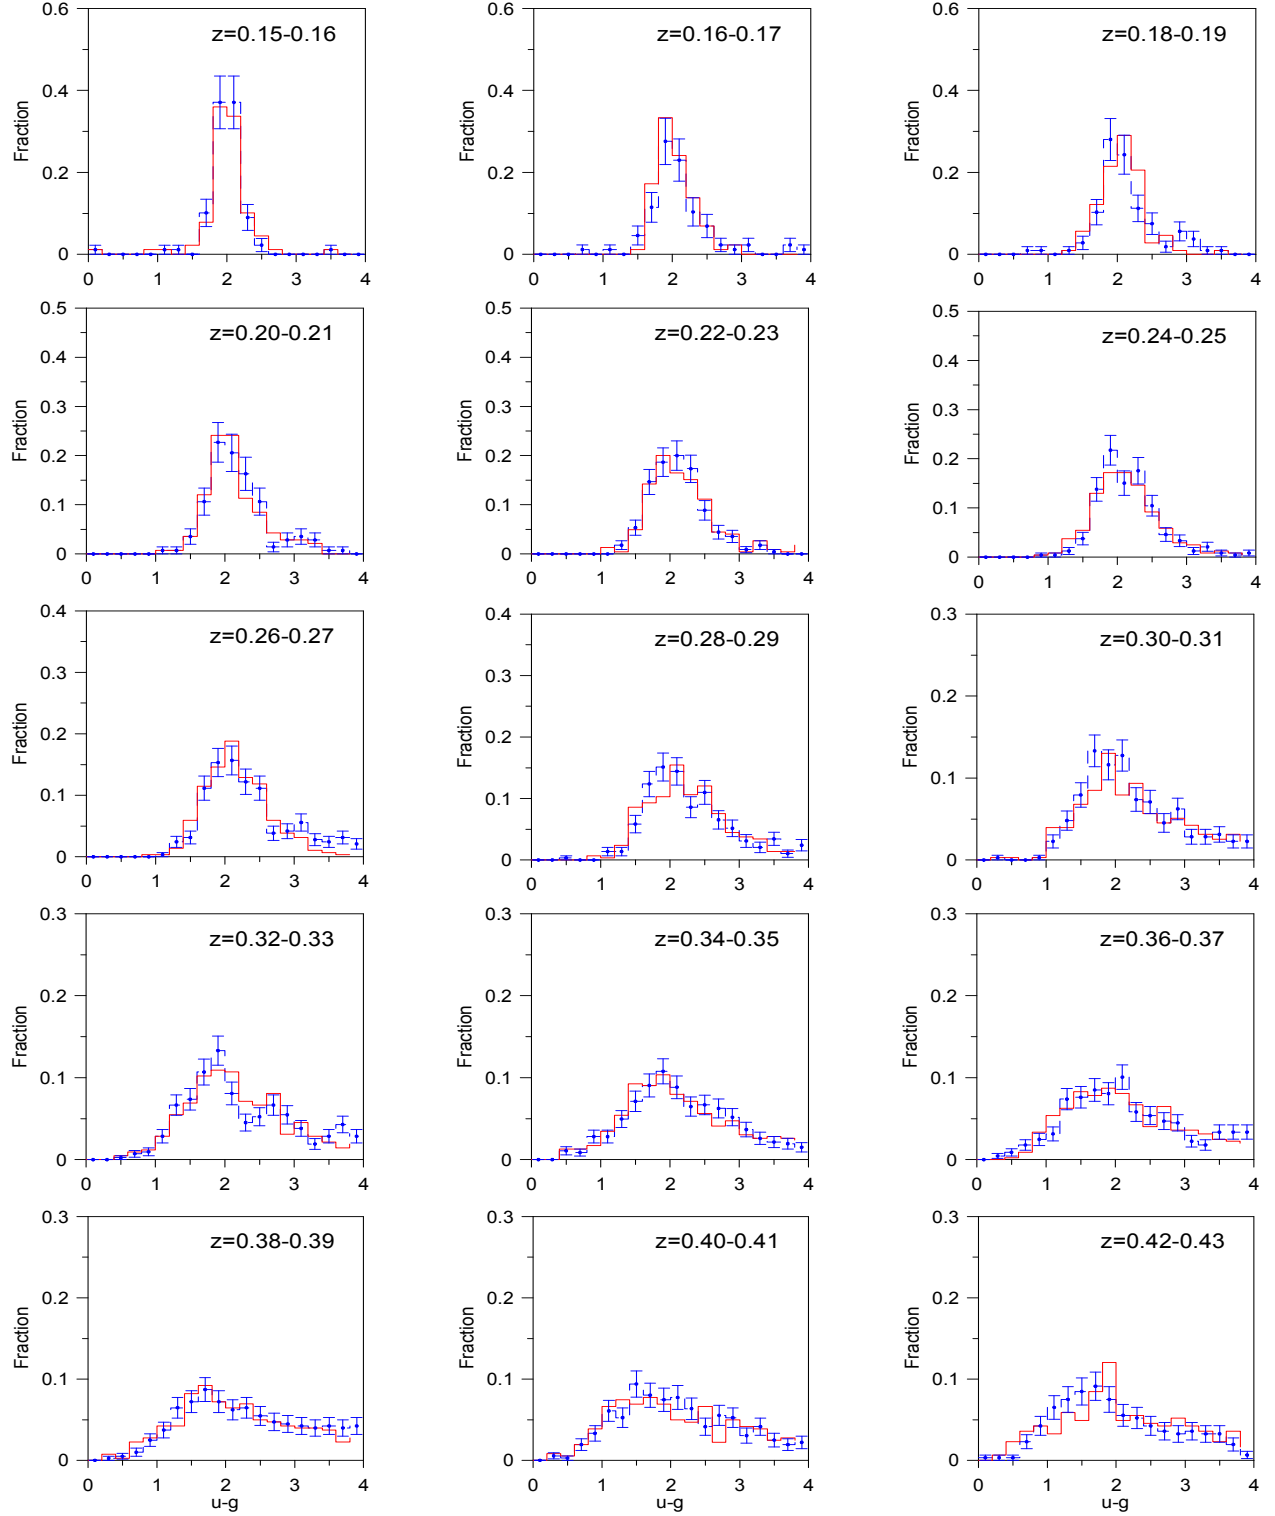 0.6
z=0.15-0.16
0.4
Fraction
0.2
0
0 1 2 3 4
0.6
z=0.16-0.17
0.4
Fraction
0.2
0
0 1 2 3 4
0.6
z=0.18-0.19
0.4
Fraction
0.2
0
0 1 2 3 4
0.5
z=0.20-0.21
0.4
0.3
Fraction
0.2
0.1
0
0 1 2 3 4
0.5
z=0.22-0.23
0.4
0.3
Fraction
0.2
0.1
0
0 1 2 3 4
0.5
z=0.24-0.25
0.4
0.3
Fraction
0.2
0.1
0
0 1 2 3 4
0.4
z=0.26-0.27
0.3
Fraction
0.2
0.1
0
0 1 2 3 4
0.4
z=0.28-0.29
0.3
Fraction
0.2
0.1
0
0 1 2 3 4
0.3
z=0.30-0.31
0.2
Fraction
0.1
0
0 1 2 3 4
0.3
z=0.32-0.33
0.2
Fraction
0.1
0
0 1 2 3 4
0.3
z=0.34-0.35
0.2
Fraction
0.1
0
0 1 2 3 4
0.3
z=0.36-0.37
0.2
Fraction
0.1
0
0 1 2 3 4
0.3
z=0.38-0.39
0.2
Fraction
0.1
0
0 1 2 3 4
u-g
0.3
z=0.40-0.41
0.2
Fraction
0.1
0
0 1 2 3 4
u-g
0.3
z=0.42-0.43
0.2
Fraction
0.1
0
0 1 2 3 4
u-g